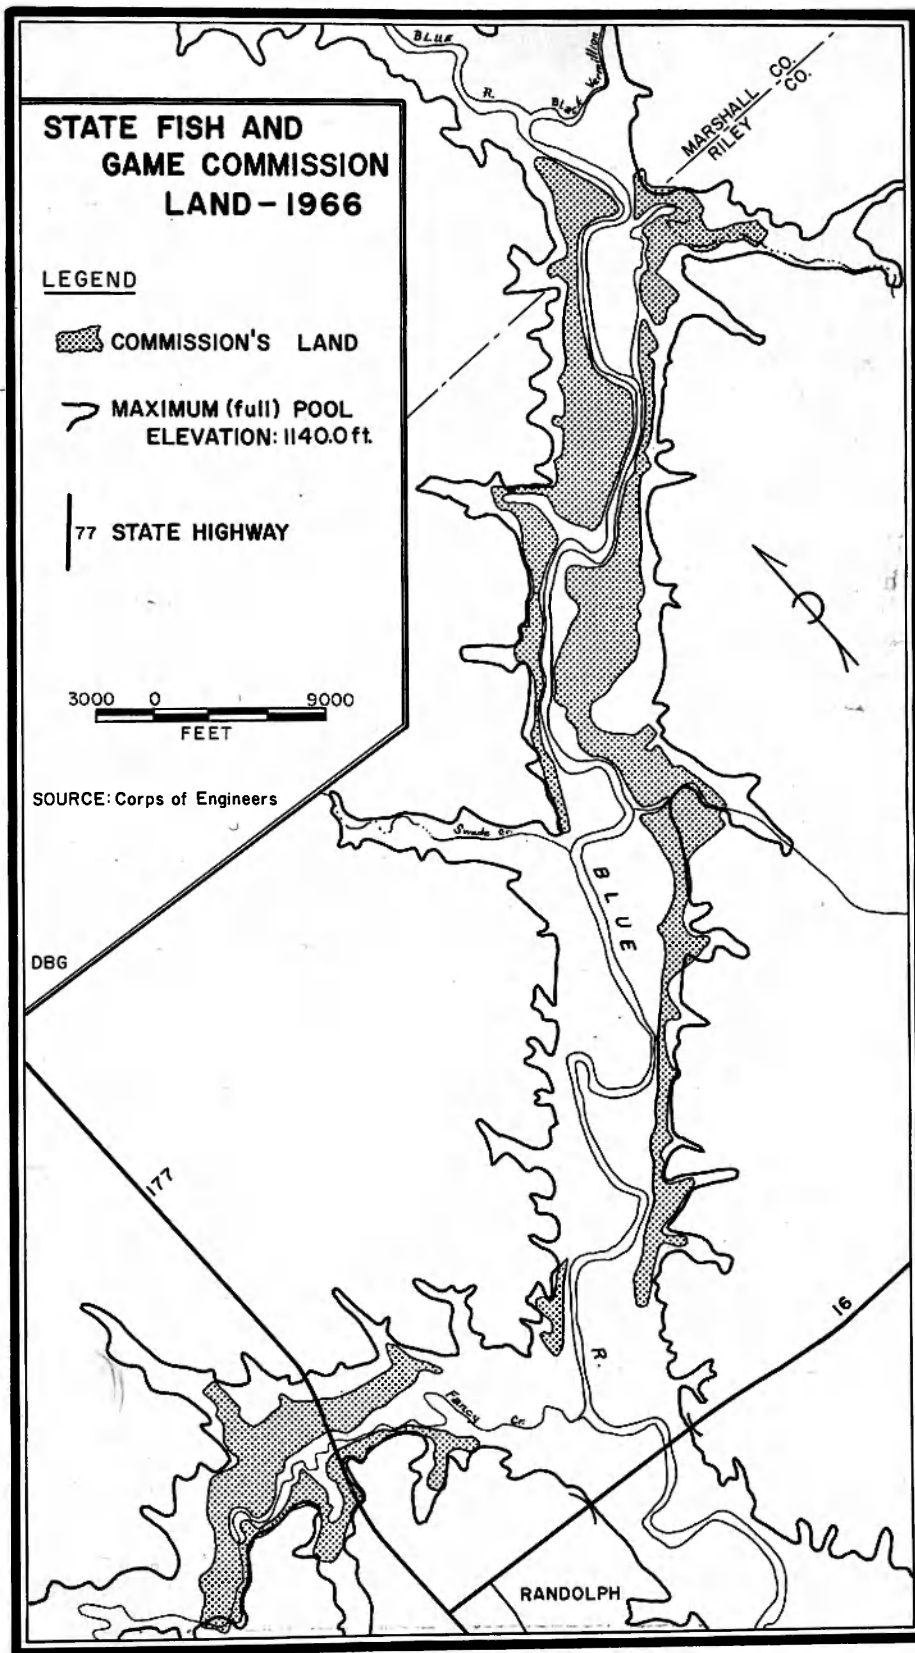 BLUE
R.
Black Vermillion
MARSHALL CO.
RILEY CO.
STATE FISH AND
GAME COMMISSION
LAND-1966
LEGEND
COMMISSION'S LAND
MAXIMUM (full) POOL
ELEVATION: 1140.0 ft.
77 STATE HIGHWAY
3000 0 9000
FEET
SOURCE: Corps of Engineers
Swede Cr.
BLUE
DBG
177
16
R.
Fancy Cr.
RANDOLPH